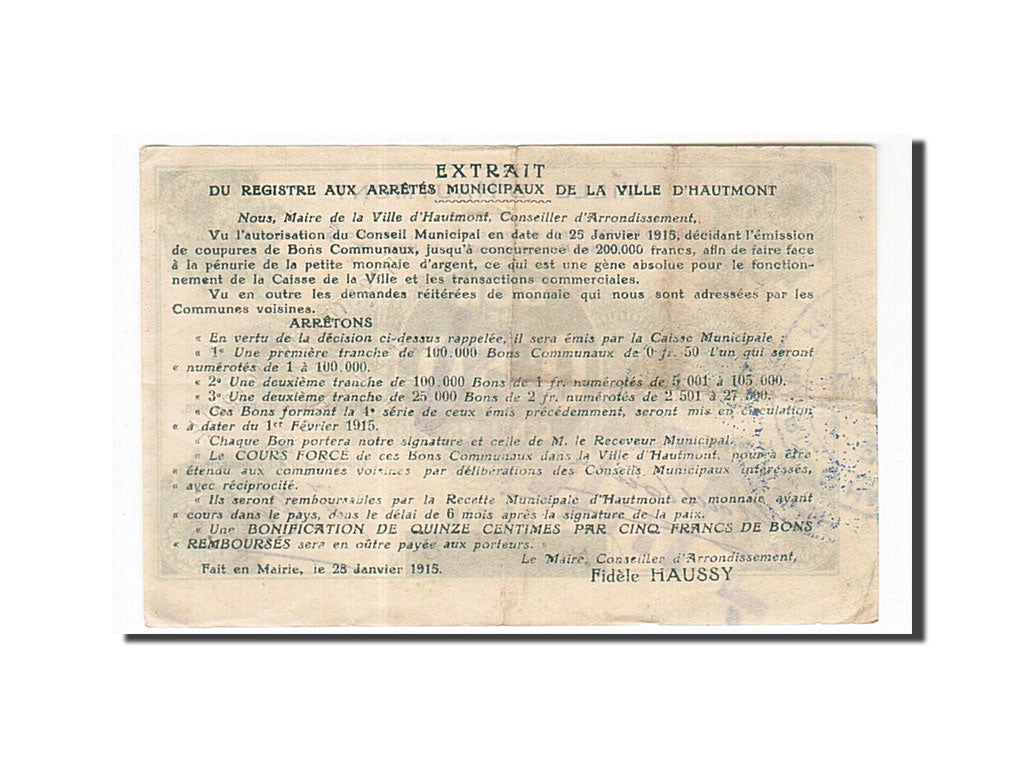 EXTRAIT
DU REGISTRE AUX ARRÊTÉS MUNICIPAUX DE LA VILLE D'HAUTMONT
Nous, Maire de la Ville d'Hautmont, Conseiller d'Arrondissement,
Vu l'autorisation du Conseil Municipal en date du 25 Janvier 1915, décidant l'émission
de coupures de Bons Communaux, jusqu'à concurrence de 200.000 francs, afin de faire face
à la pénurie de la petite monnaie d'argent, ce qui est une gène absolue pour le fonction-
nement de la Caisse de la Ville et les transactions commerciales.
Vu en outre les demandes réitérées de monnaie qui nous sont adressées par les
Communes voisines.
ARRÊTONS
« En vertu de la décision ci-dessus rappelée, il sera émis par la Caisse Municipale :
« 1º Une première tranche de 100.000 Bons Communaux de 0 fr. 50 l'un qui seront
« numérotés de 1 à 100.000.
« 2º Une deuxième tranche de 100.000 Bons de 1 fr. numérotés de 5 001 à 105 000.
« 3º Une deuxième tranche de 25 000 Bons de 2 fr. numérotés de 2 501 à 27 500.
« Ces Bons formant la 4e série de ceux émis précédemment, seront mis en circulation
« à dater du 1er Février 1915.
« Chaque Bon portera notre signature et celle de M. le Receveur Municipal.
« Le COURS FORCÉ de ces Bons Communaux dans la Ville d'Hautmont, pourra être
« étendu aux communes voisines par délibérations des Conseils Municipaux intéressés,
« avec réciprocité.
« Ils seront remboursables par la Recette Municipale d'Hautmont en monnaie ayant
« cours dans le pays, dans le délai de 6 mois après la signature de la paix.
« Une BONIFICATION DE QUINZE CENTIMES PAR CINQ FRANCS DE BONS
« REMBOURSÉS sera en oûtre payée aux porteurs. »
Le Maire, Conseiller d'Arrondissement,
Fait en Mairie, le 28 Janvier 1915.
Fidèle HAUSSY